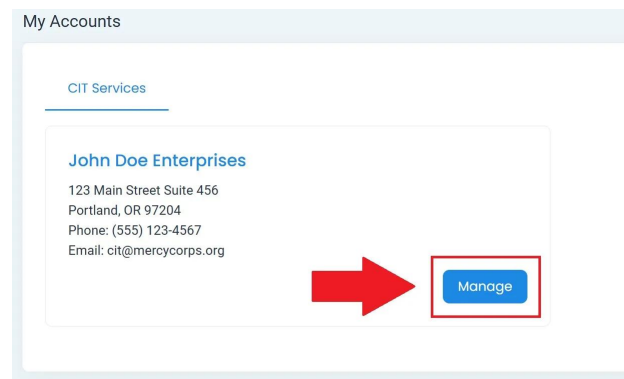 My Accounts
CIT Services
John Doe Enterprises
123 Main Street Suite 456
Portland, OR 97204
Phone: (555) 123-4567
Email: cit@mercycorps.org
Manage